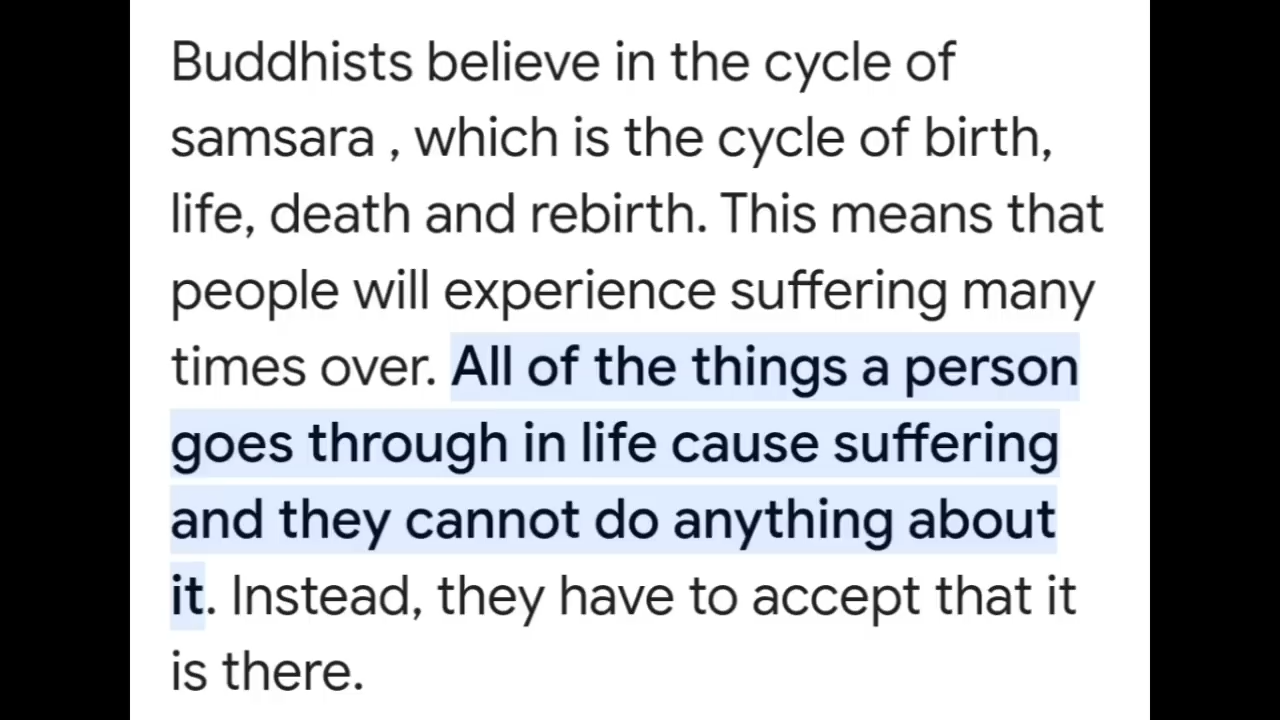 Buddhists believe in the cycle of
samsara , which is the cycle of birth,
life, death and rebirth. This means that
people will experience suffering many
times over. All of the things a person
goes through in life cause suffering
and they cannot do anything about
it. Instead, they have to accept that it
is there.